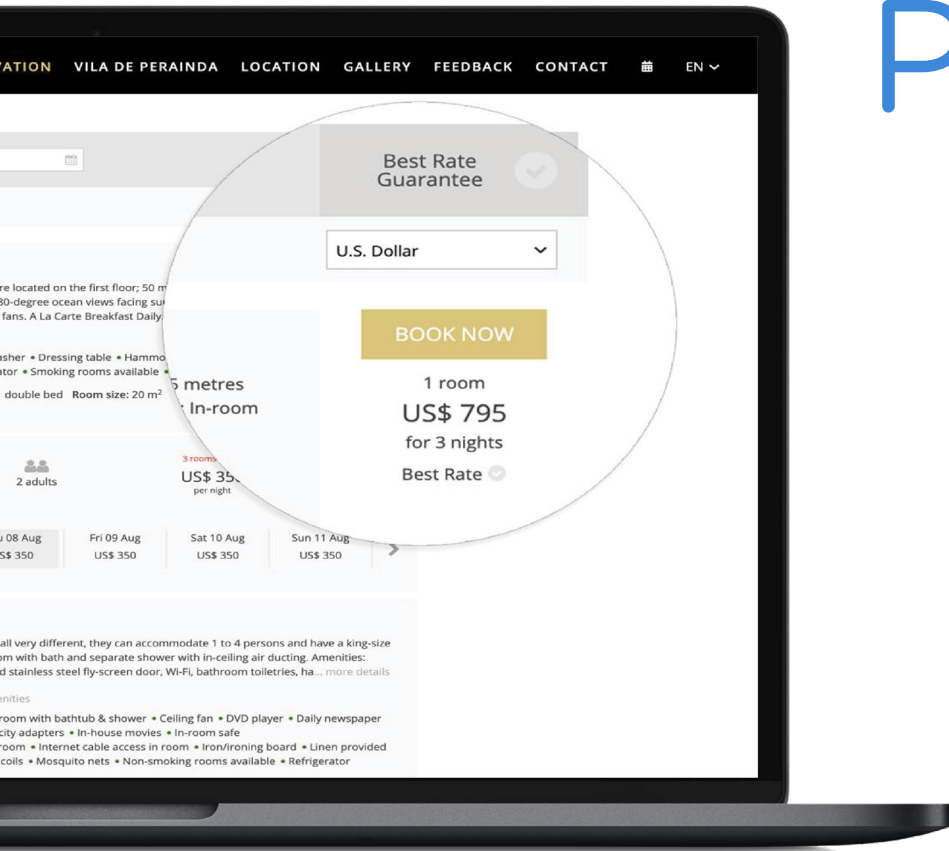 P
VATION VILA DE PERAINDA LOCATION GALLERY FEEDBACK CONTACT EN
Best Rate
Guarantee
U.S. Dollar
re located on the first floor; 50 m
30-degree ocean views facing su
fans. A La Carte Breakfast Daily
BOOK NOW
asher • Dressing table • Hammo
ator • Smoking rooms available •
double bed Room size: 20 m²
5 metres
: In-room
1 room
US$ 795
for 3 nights
Best Rate
2 adults
3 rooms
US$ 35
per night
u 08 Aug Fri 09 Aug Sat 10 Aug Sun 11 Aug
S$ 350 US$ 350 US$ 350 US$ 350
all very different, they can accommodate 1 to 4 persons and have a king-size
om with bath and separate shower with in-ceiling air ducting. Amenities:
d stainless steel fly-screen door, Wi-Fi, bathroom toiletries, ha... more details
enities
room with bathtub & shower • Ceiling fan • DVD player • Daily newspaper
city adapters • In-house movies • In-room safe
room • Internet cable access in room • Iron/ironing board • Linen provided
coils • Mosquito nets • Non-smoking rooms available • Refrigerator